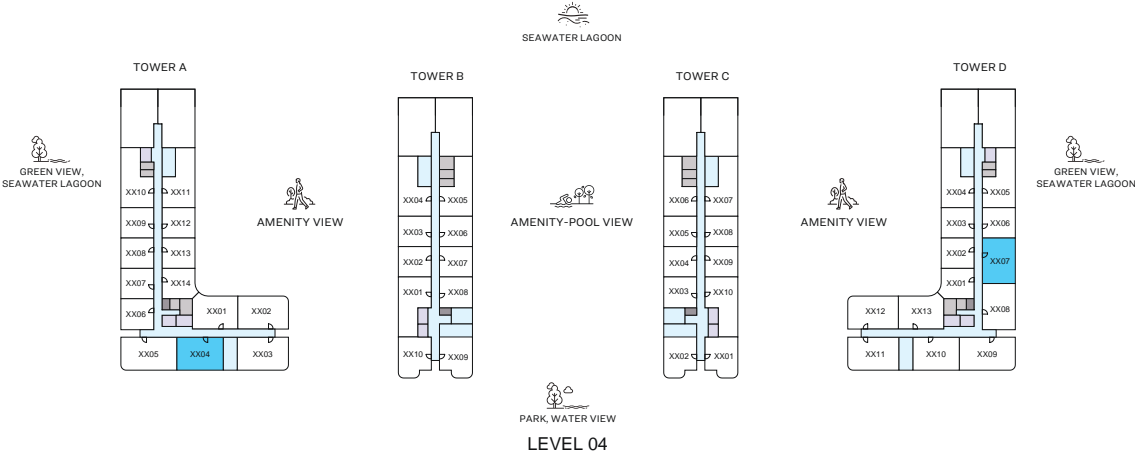 SEAWATER LAGOON
TOWER A
TOWER B
TOWER C
TOWER D
GREEN VIEW,
SEAWATER LAGOON
AMENITY VIEW
AMENITY-POOL VIEW
AMENITY VIEW
GREEN VIEW,
SEAWATER LAGOON
XX10 XX11
XX09 XX12
XX08 XX13
XX07 XX14
XX06 XX01 XX02
XX05 XX04 XX03
XX04 XX05
XX03 XX06
XX02 XX07
XX01 XX08
XX10 XX09
XX06 XX07
XX05 XX08
XX04 XX09
XX03 XX10
XX02 XX01
XX04 XX05
XX03 XX06
XX02 XX07
XX01
XX12 XX13 XX08
XX11 XX10 XX09
PARK, WATER VIEW
LEVEL 04